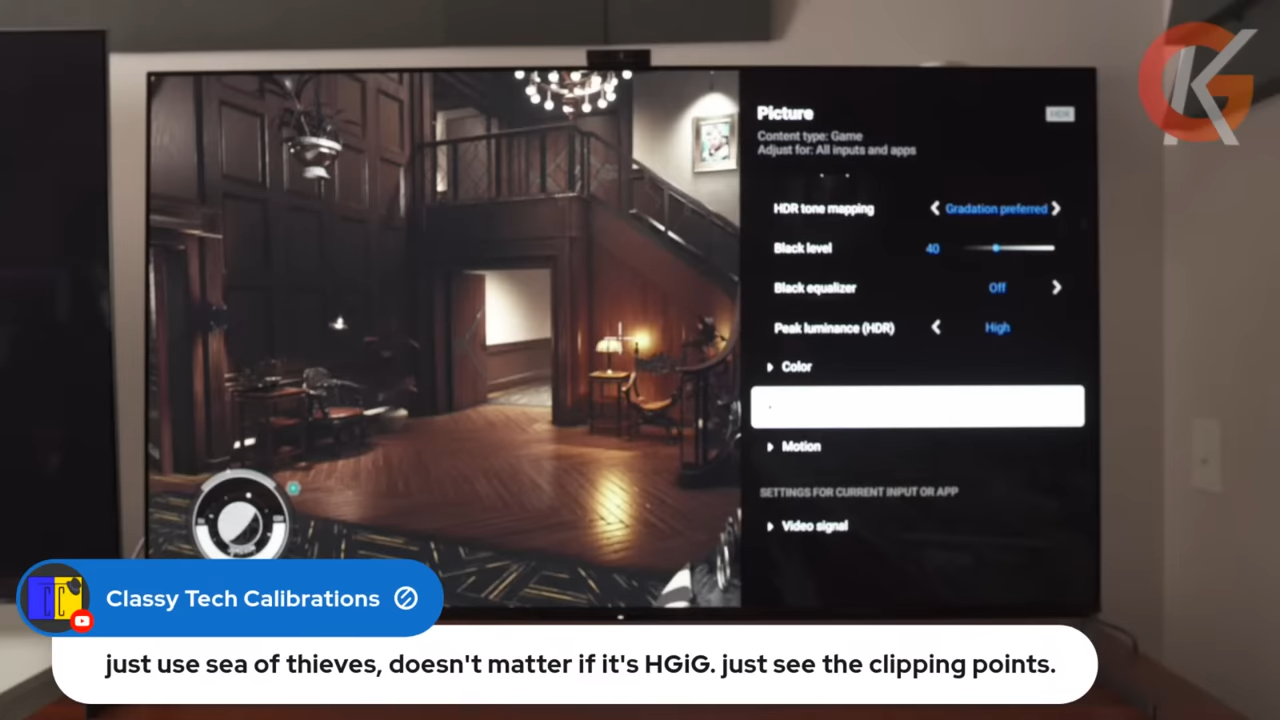 GK
Picture
HDR
Content type: Game
Adjust for: All inputs and apps
HDR tone mapping
Gradation preferred
Black level
40
Black equalizer
Off
Peak luminance (HDR)
High
Color
Motion
SETTINGS FOR CURRENT INPUT OR APP
Video signal
Classy Tech Calibrations
just use sea of thieves, doesn't matter if it's HGiG. just see the clipping points.